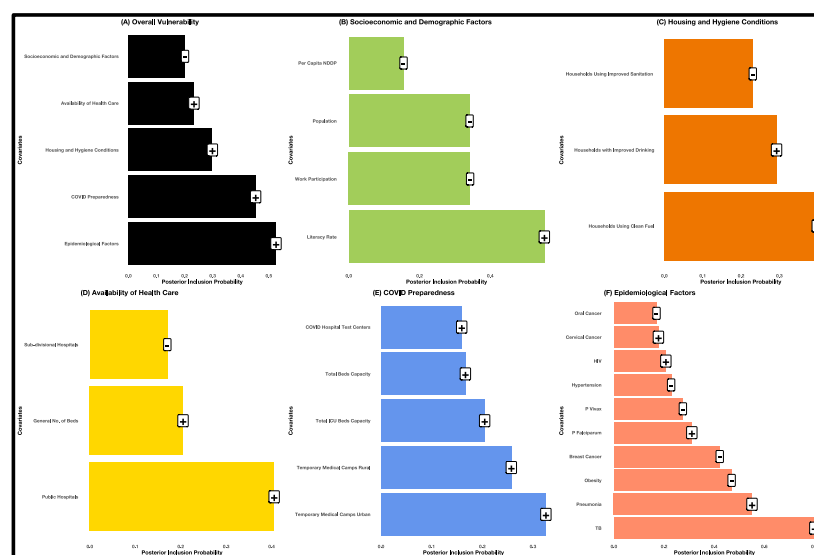 (A) Overall Vulnerability
Covariates
Socioeconomic and Demographic Factors
Availability of Health Care
Housing and Hygiene Conditions
COVID Preparedness
Epidemiological Factors
-
+
+
+
+
0,0 0,1 0,2 0,3 0,4 0,5
Posterior Inclusion Probability
(B) Socioeconomic and Demographic Factors
Covariates
Per Capita NDDP
Population
Work Participation
Literacy Rate
-
-
-
+
0,0 0,2 0,4
Posterior Inclusion Probability
(C) Housing and Hygiene Conditions
Covariates
Households Using Improved Sanitation
Households with Improved Drinking
Households Using Clean Fuel
-
+
0,0 0,1 0,2 0,3
Posterior Inclusion Probability
(D) Availability of Health Care
Covariates
Sub-divisional Hospitals
General No. of Beds
Public Hospitals
-
+
+
0,0 0,1 0,2 0,3 0,4
Posterior Inclusion Probability
(E) COVID Preparedness
Covariates
COVID Hospital Test Centers
Total Beds Capacity
Total ICU Beds Capacity
Temporary Medical Camps Rural
Temporary Medical Camps Urban
+
+
+
+
+
0,0 0,1 0,2 0,3
Posterior Inclusion Probability
(F) Epidemiological Factors
Covariates
Oral Cancer
Cervical Cancer
HIV
Hypertension
P Vivax
P Falciparum
Breast Cancer
Obesity
Pneumonia
TB
-
+
+
-
-
+
-
-
+
0,0 0,2 0,4 0,6 0,8
Posterior Inclusion Probability